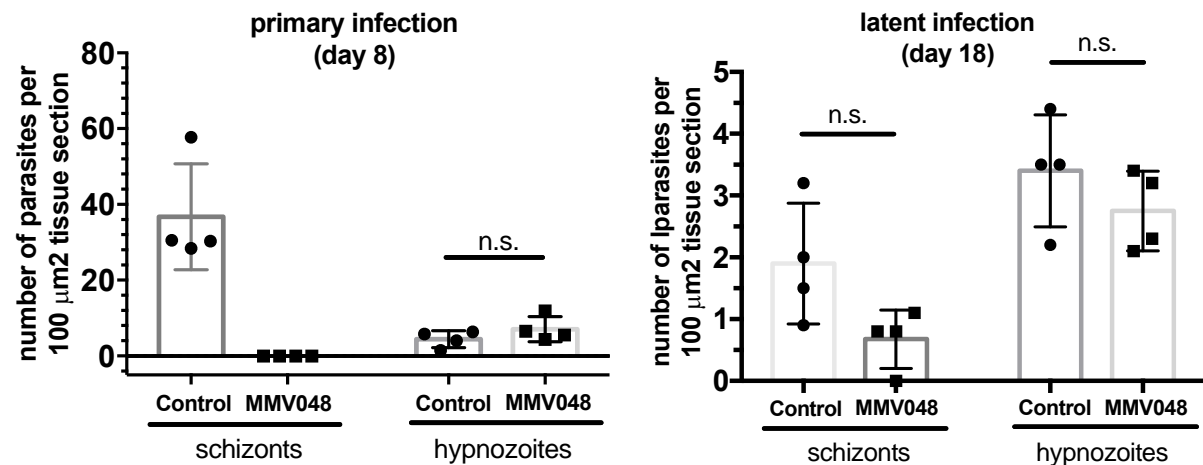 primary infection
(day 8)
number of parasites per
100 μm2 tissue section
80
60
40
20
0
n.s.
Control MMV048
schizonts
Control MMV048
hypnozoites
latent infection
(day 18)
number of lparasites per
100 μm2 tissue section
5
4
3
2
1
0
n.s.
n.s.
Control MMV048
schizonts
Control MMV048
hypnozoites